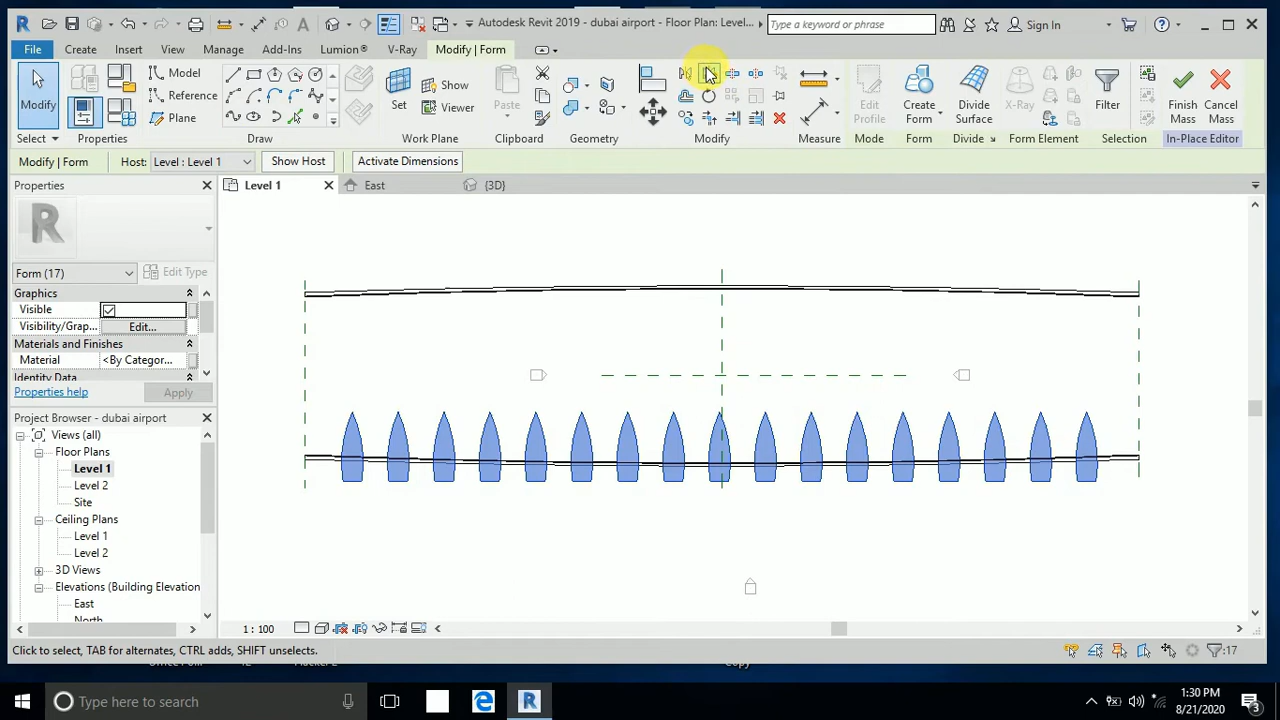 Autodesk Revit 2019 - dubai airport - Floor Plan: Level...
Type a keyword or phrase
Sign In
File
Create
Insert
View
Manage
Add-Ins
Lumion®
V-Ray
Modify | Form
Modify
Select
Properties
Model
Reference
Plane
Draw
Set
Show
Viewer
Work Plane
Paste
Clipboard
Geometry
Modify
Measure
Edit Profile
Mode
Create Form
Form
Divide Surface
Divide
X-Ray
Form Element
Filter
Selection
Finish Mass
Cancel Mass
In-Place Editor
Modify | Form
Host: Level : Level 1
Show Host
Activate Dimensions
Properties
Level 1
East
{3D}
Form (17)
Edit Type
Graphics
Visible
Visibility/Grap...
Edit...
Materials and Finishes
Material
<By Categor...
Identity Data
Properties help
Apply
Project Browser - dubai airport
Views (all)
Floor Plans
Level 1
Level 2
Site
Ceiling Plans
Level 1
Level 2
3D Views
Elevations (Building Elevation
East
North
1 : 100
Click to select, TAB for alternates, CTRL adds, SHIFT unselects.
:17
Copy
Type here to search
1:30 PM
8/21/2020
3